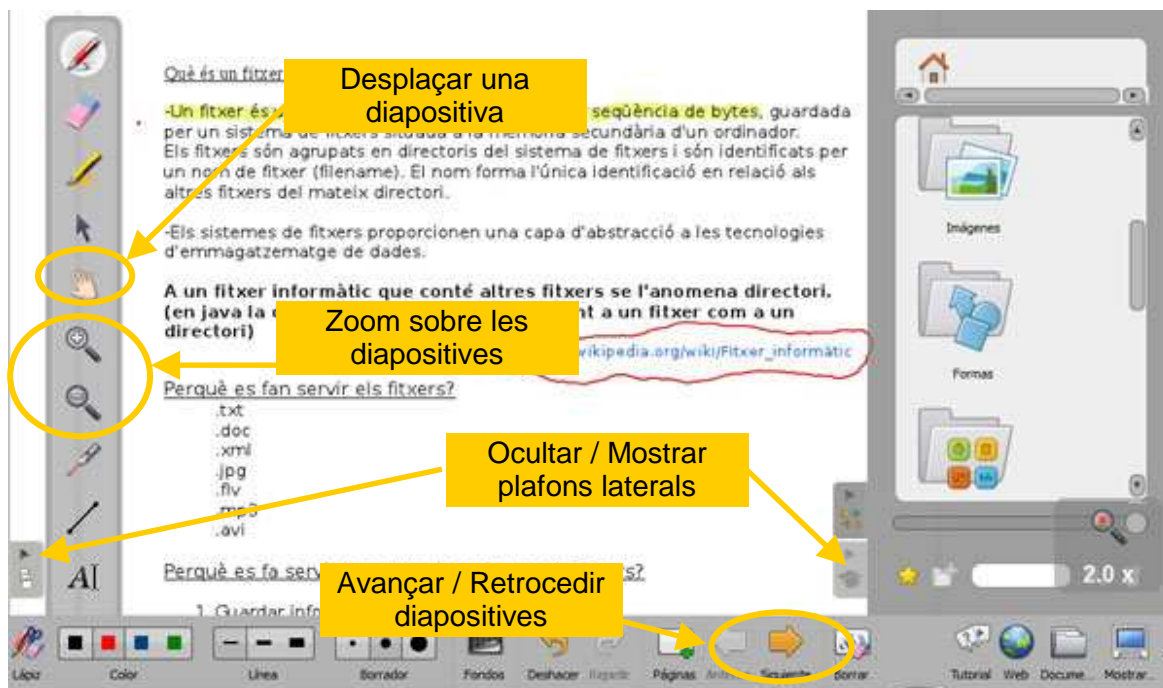 Què és un fitxer
Desplaçar una
diapositiva
-Un fitxer és seqüència de bytes, guardada
per un sistema de fitxers situada a la memòria secundària d'un ordinador.
Els fitxers són agrupats en directoris del sistema de fitxers i són identificats per
un nom de fitxer (filename). El nom forma l'única identificació en relació als
altres fitxers del mateix directori.
-Els sistemes de fitxers proporcionen una capa d'abstracció a les tecnologies
d'emmagatzematge de dades.
A un fitxer informàtic que conté altres fitxers se l'anomena directori.
(en java la a un fitxer com a un
directori)
Zoom sobre les
diapositives
wikipedia.org/wiki/Fitxer_informàtic
Perquè es fan servir els fitxers?
.txt
.doc
.xml
.jpg
.flv
.mp3
.avi
Ocultar / Mostrar
plafons laterals
Perquè es fa
Avançar / Retrocedir
diapositives
1. Guardar
AI
Imágenes
Formas
2.0 x
Lápiz Color Línea Borrador Fondos Deshacer Repetir Páginas Siguiente Borrar Tutorial Web Docume... Mostrar...